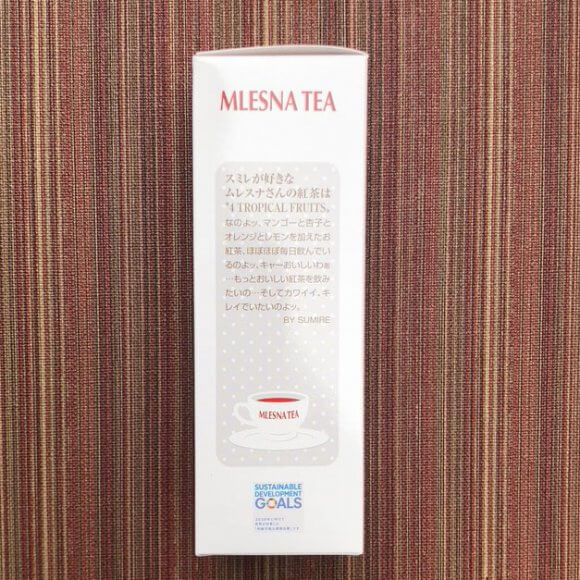 MLESNA TEA
スミレが好きな
ムレスナさんの紅茶は
"4 TROPICAL FRUITS"
なのよッ。マンゴーと杏子と
オレンジとレモンを加えたお
紅茶、ほぼほぼ毎日飲んでい
るのよッ。キャーおいしいわ
…もっとおいしい紅茶を飲み
たいの…そしてカワイイ、キ
レイでいたいのよッ。
BY SUMIRE
MLESNA TEA
SUSTAINABLE
DEVELOPMENT
GOALS